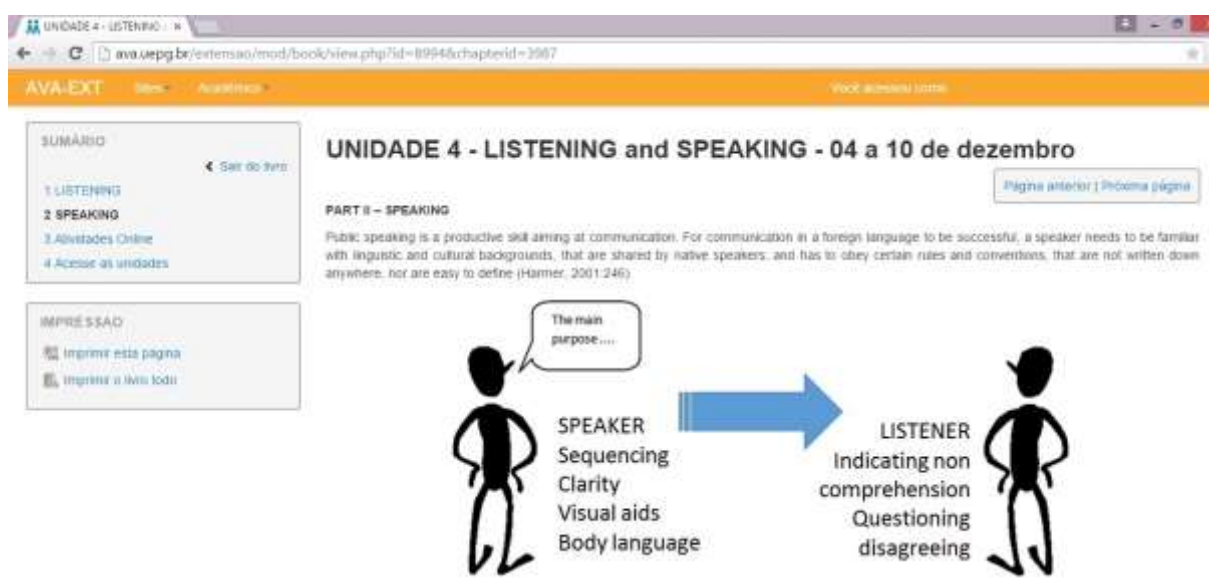 UNIDADE 4 - LISTENING
ava.uepg.br/extensao/mod/book/view.php?id=8994&chapterid=3987
AVA-EXT Sites Acadêmico Você acessou como
SUMÁRIO
Sair do livro
1 LISTENING
2 SPEAKING
3 Atividades Online
4 Acesse as unidades
IMPRESSAO
Imprimir esta página
Imprimir o livro todo
UNIDADE 4 - LISTENING and SPEAKING - 04 a 10 de dezembro
Página anterior | Próxima página
PART II – SPEAKING
Public speaking is a productive skill aiming at communication. For communication in a foreign language to be successful, a speaker needs to be familiar
with linguistic and cultural backgrounds, that are shared by native speakers, and has to obey certain rules and conventions, that are not written down
anywhere, nor are easy to define (Harmer, 2001:246)
The main
purpose....
SPEAKER
Sequencing
Clarity
Visual aids
Body language
LISTENER
Indicating non
comprehension
Questioning
disagreeing